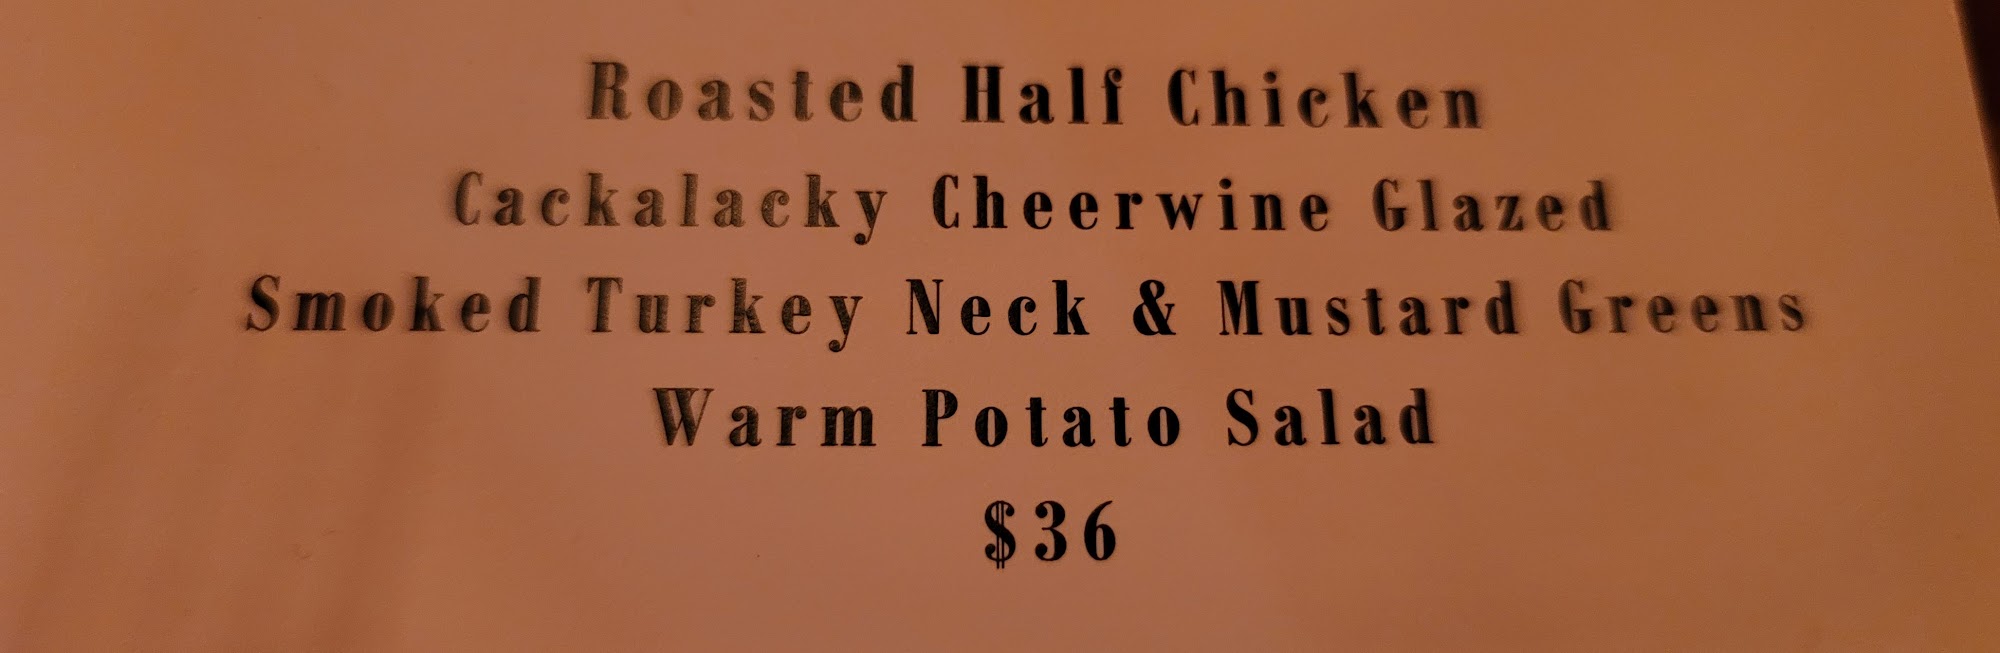 Roasted Half Chicken
Cackalacky Cheerwine Glazed
Smoked Turkey Neck & Mustard Greens
Warm Potato Salad
$36